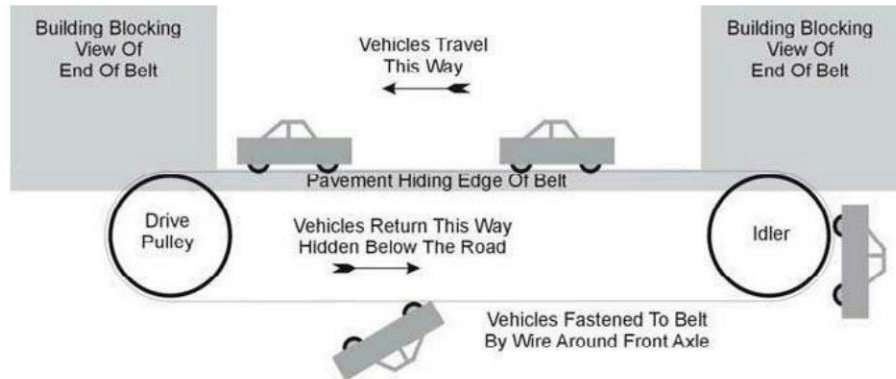 Building Blocking
View Of
End Of Belt
Vehicles Travel
This Way
Building Blocking
View Of
End Of Belt
Pavement Hiding Edge Of Belt
Drive
Pulley
Vehicles Return This Way
Hidden Below The Road
Idler
Vehicles Fastened To Belt
By Wire Around Front Axle